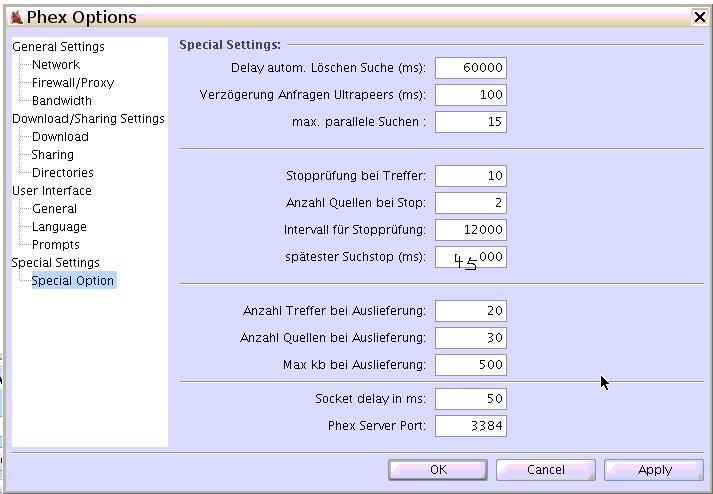 Phex Options
General Settings
Network
Firewall/Proxy
Bandwidth
Download/Sharing Settings
Download
Sharing
Directories
User Interface
General
Language
Prompts
Special Settings
Special Option
Special Settings:
Delay autom. Löschen Suche (ms): 60000
Verzögerung Anfragen Ultrapeers (ms): 100
max. parallele Suchen : 15
Stopprüfung bei Treffer: 10
Anzahl Quellen bei Stop: 2
Intervall für Stopprüfung: 12000
spätester Suchstop (ms): 45000
Anzahl Treffer bei Auslieferung: 20
Anzahl Quellen bei Auslieferung: 30
Max kb bei Auslieferung: 500
Socket delay in ms: 50
Phex Server Port: 3384
OK Cancel Apply